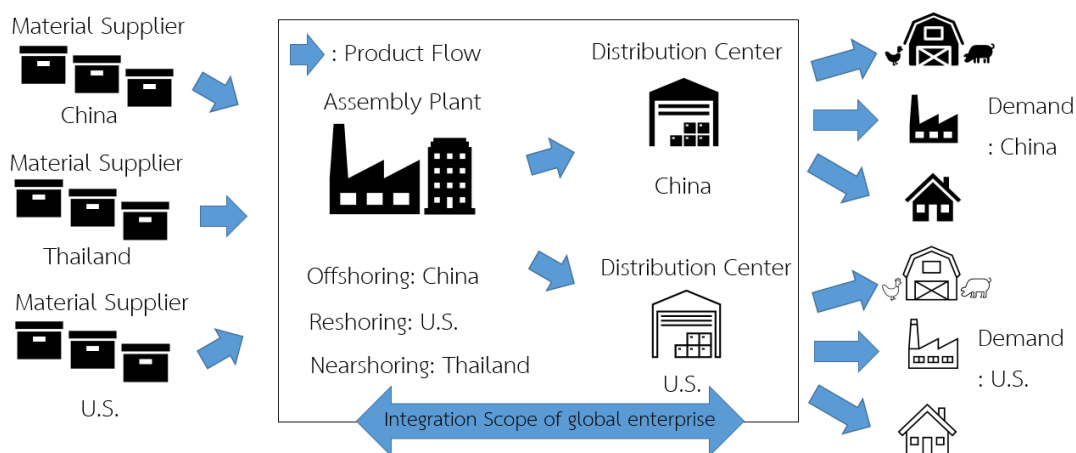 Material Supplier
China
Material Supplier
Thailand
Material Supplier
U.S.
: Product Flow
Assembly Plant
Offshoring: China
Reshoring: U.S.
Nearshoring: Thailand
Distribution Center
China
Distribution Center
U.S.
Integration Scope of global enterprise
Demand
: China
Demand
: U.S.